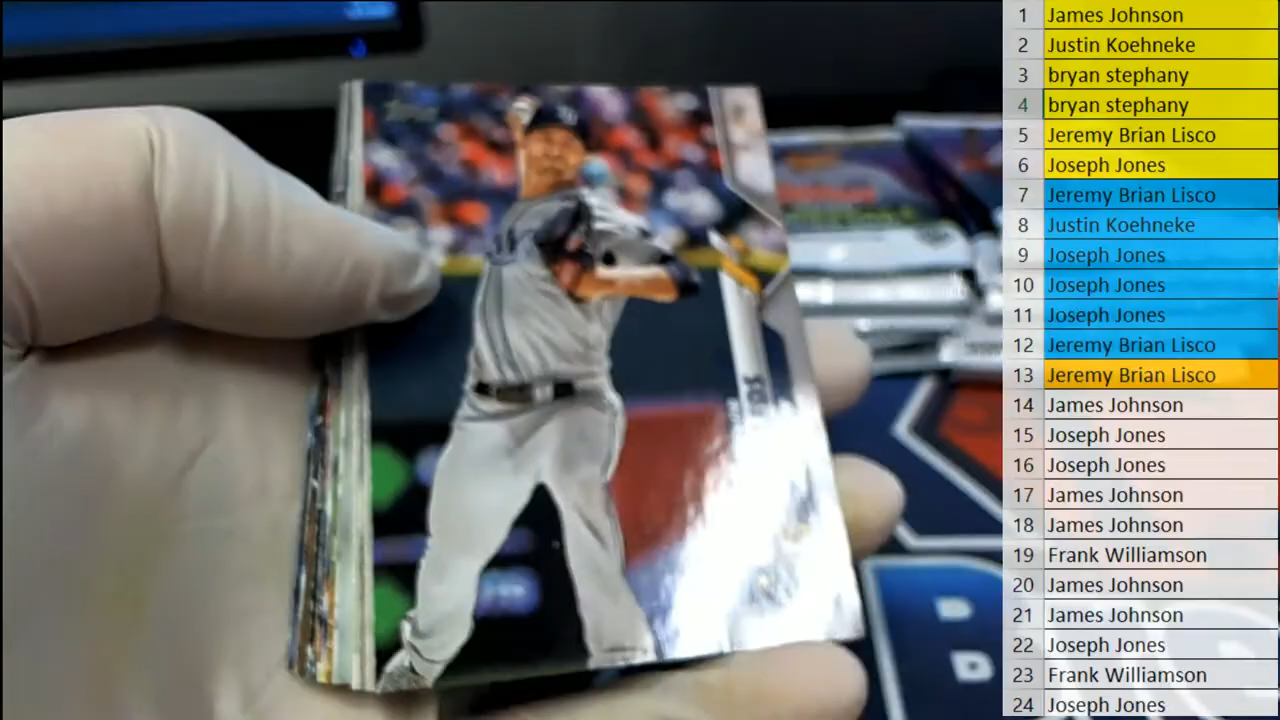 1 James Johnson
2 Justin Koehneke
3 bryan stephany
4 bryan stephany
5 Jeremy Brian Lisco
6 Joseph Jones
7 Jeremy Brian Lisco
8 Justin Koehneke
9 Joseph Jones
10 Joseph Jones
11 Joseph Jones
12 Jeremy Brian Lisco
13 Jeremy Brian Lisco
14 James Johnson
15 Joseph Jones
16 Joseph Jones
17 James Johnson
18 James Johnson
19 Frank Williamson
20 James Johnson
21 James Johnson
22 Joseph Jones
23 Frank Williamson
24 Joseph Jones